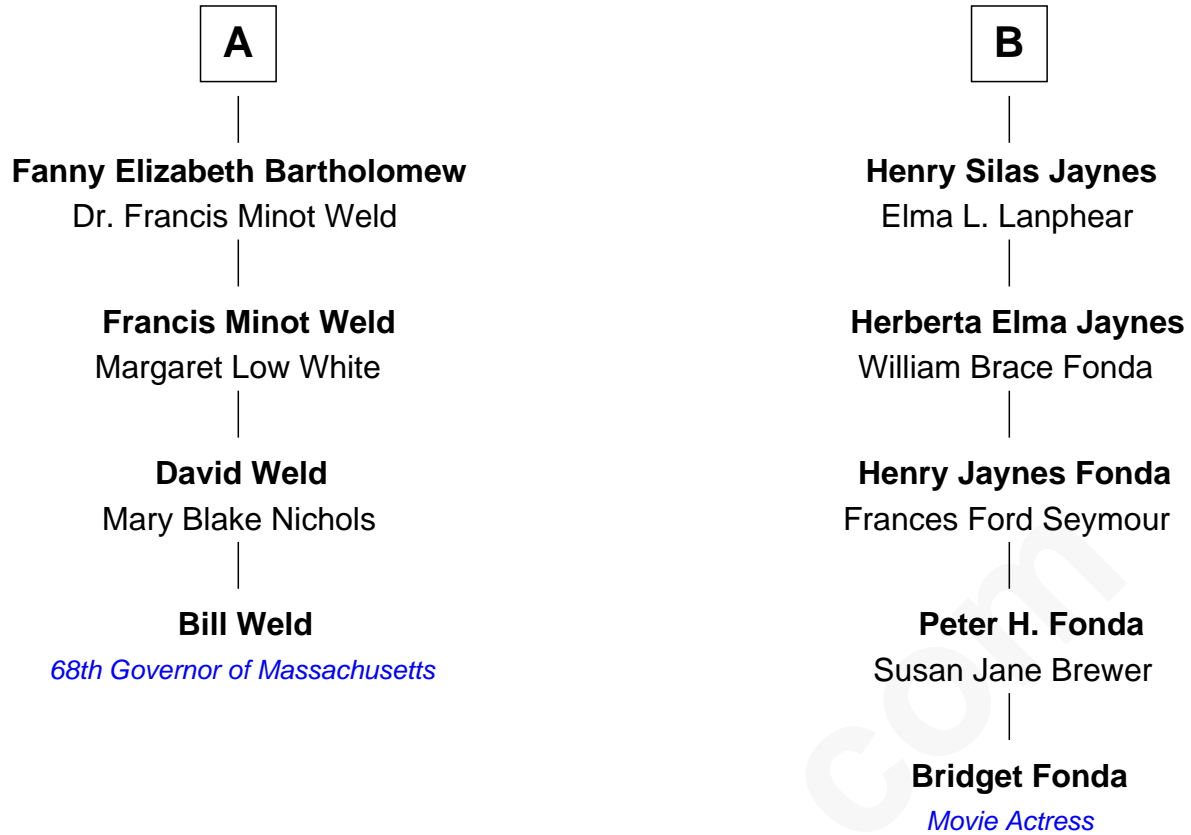 A
Fanny Elizabeth Bartholomew
Dr. Francis Minot Weld
Francis Minot Weld
Margaret Low White
David Weld
Mary Blake Nichols
Bill Weld
68th Governor of Massachusetts
B
Henry Silas Jaynes
Elma L. Lanphear
Herberta Elma Jaynes
William Brace Fonda
Henry Jaynes Fonda
Frances Ford Seymour
Peter H. Fonda
Susan Jane Brewer
Bridget Fonda
Movie Actress
com